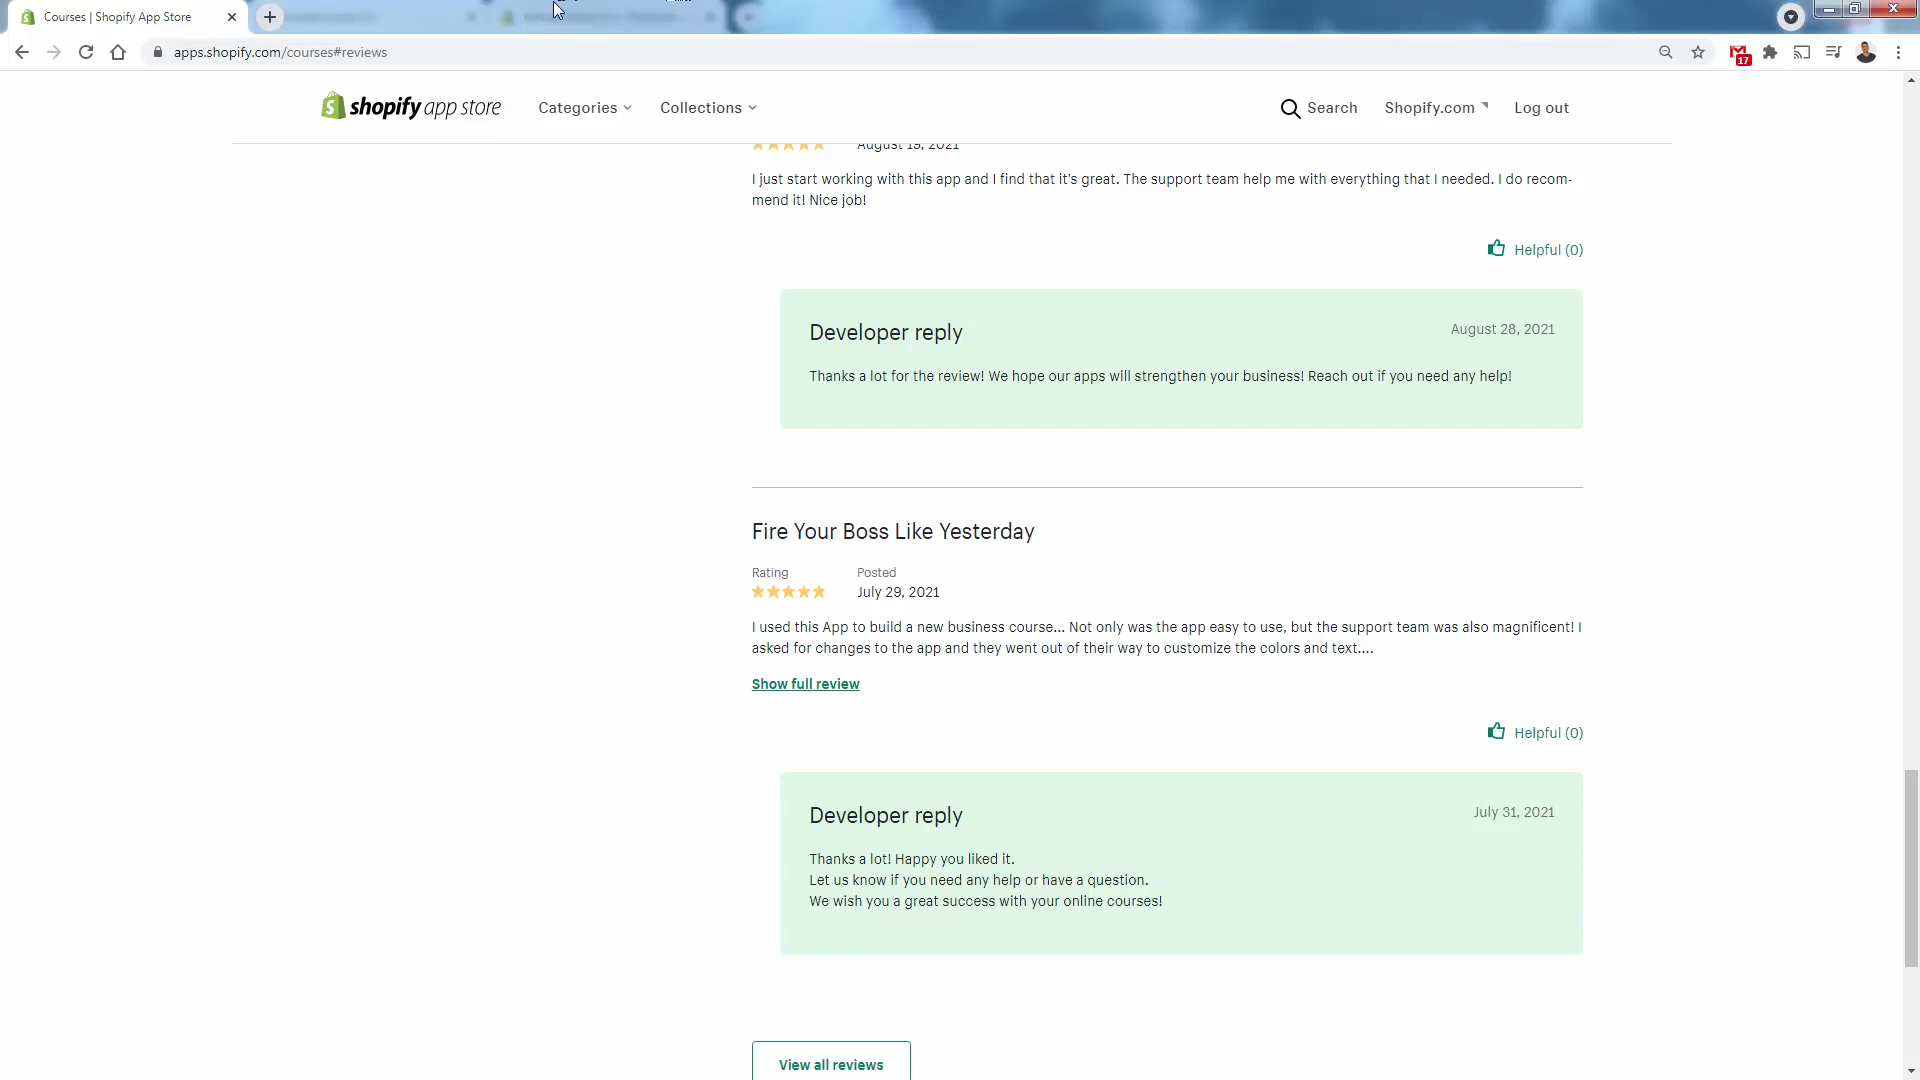 Courses | Shopify App Store
apps.shopify.com/courses#reviews
17
shopify app store
Categories
Collections
Search
Shopify.com
Log out
August 19, 2021
I just start working with this app and I find that it's great. The support team help me with everything that I needed. I do recom-
mend it! Nice job!
Helpful (0)
Developer reply
August 28, 2021
Thanks a lot for the review! We hope our apps will strengthen your business! Reach out if you need any help!
Fire Your Boss Like Yesterday
Rating
Posted
July 29, 2021
I used this App to build a new business course... Not only was the app easy to use, but the support team was also magnificent! I
asked for changes to the app and they went out of their way to customize the colors and text....
Show full review
Helpful (0)
Developer reply
July 31, 2021
Thanks a lot! Happy you liked it.
Let us know if you need any help or have a question.
We wish you a great success with your online courses!
View all reviews